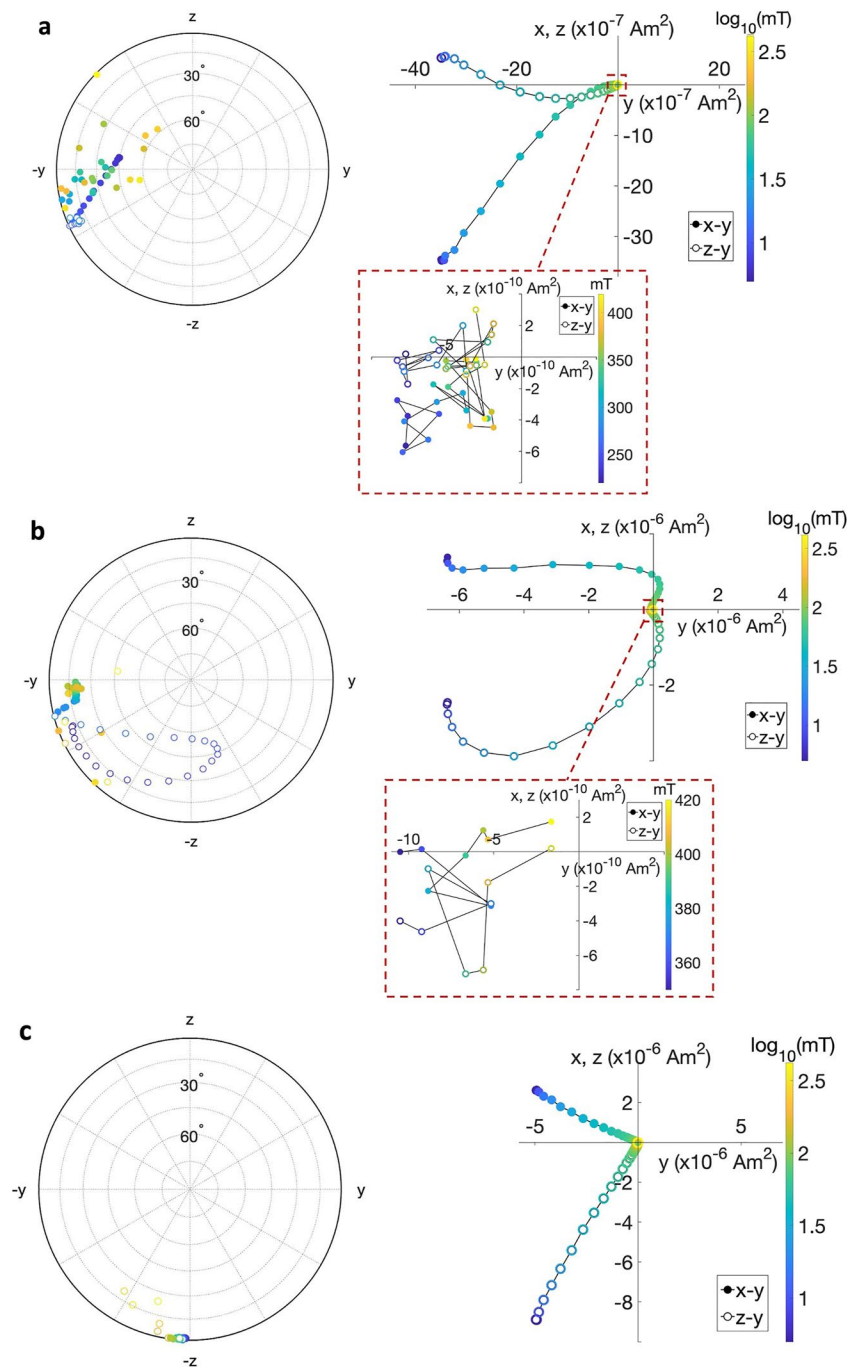 a
z
30°
60°
-y
y
-z
x, z (x10-7 Am2)
-40
-20
20
y (x10-7 Am2)
-10
-20
-30
x-y
z-y
log10(mT)
2.5
2
1.5
1
x, z (x10-10 Am2)
2
-5
y (x10-10 Am2)
-2
-4
-6
x-y
z-y
mT
400
350
300
250
b
z
30°
60°
-y
y
-z
x, z (x10-6 Am2)
-6
-4
-2
2
4
y (x10-6 Am2)
-2
x-y
z-y
log10(mT)
2.5
2
1.5
1
x, z (x10-10 Am2)
2
-10
-5
y (x10-10 Am2)
-2
-4
-6
x-y
z-y
mT
420
400
380
360
c
z
30°
60°
-y
y
-z
x, z (x10-6 Am2)
2
-5
5
y (x10-6 Am2)
-2
-4
-6
-8
x-y
z-y
log10(mT)
2.5
2
1.5
1